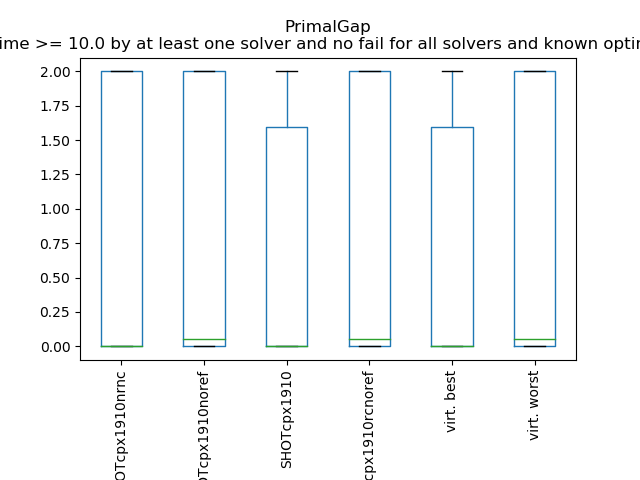 PrimalGap
ime >= 10.0 by at least one solver and no fail for all solvers and known optim
2.00
1.75
1.50
1.25
1.00
0.75
0.50
0.25
0.00
OTcpx1910nrnc
OTcpx1910noref
SHOTcpx1910
cpx1910rcnoref
virt. best
virt. worst